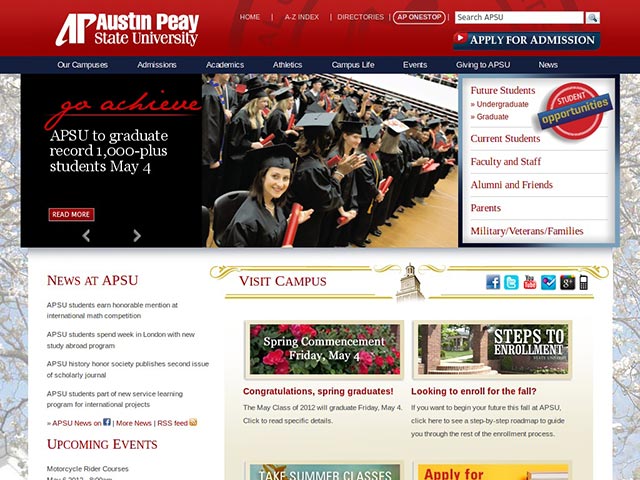 AP Austin Peay
State University
HOME | A-Z INDEX | DIRECTORIES | AP ONESTOP |
Search APSU
APPLY FOR ADMISSION
Our Campuses Admissions Academics Athletics Campus Life Events Giving to APSU News
go achieve
APSU to graduate
record 1,000-plus
students May 4
READ MORE
Future Students
» Undergraduate
» Graduate
STUDENT
opportunities
Current Students
Faculty and Staff
Alumni and Friends
Parents
Military/Veterans/Families
NEWS AT APSU
APSU students earn honorable mention at
international math competition
APSU students spend week in London with new
study abroad program
APSU history honor society publishes second issue
of scholarly journal
APSU students part of new service learning
program for international projects
» APSU News on | More News | RSS feed
UPCOMING EVENTS
Motorcycle Rider Courses
May 6 2012 - 8:00am
VISIT CAMPUS
You Tube
Spring Commencement
Friday, May 4
Congratulations, spring graduates!
The May Class of 2012 will graduate Friday, May 4.
Click to read specific details.
STEPS TO
ENROLLMENT
Looking to enroll for the fall?
If you want to begin your future this fall at APSU,
click here to see a step-by-step roadmap to guide
you through the rest of the enrollment process.
TAKE SUMMER CLASSES
Apply for